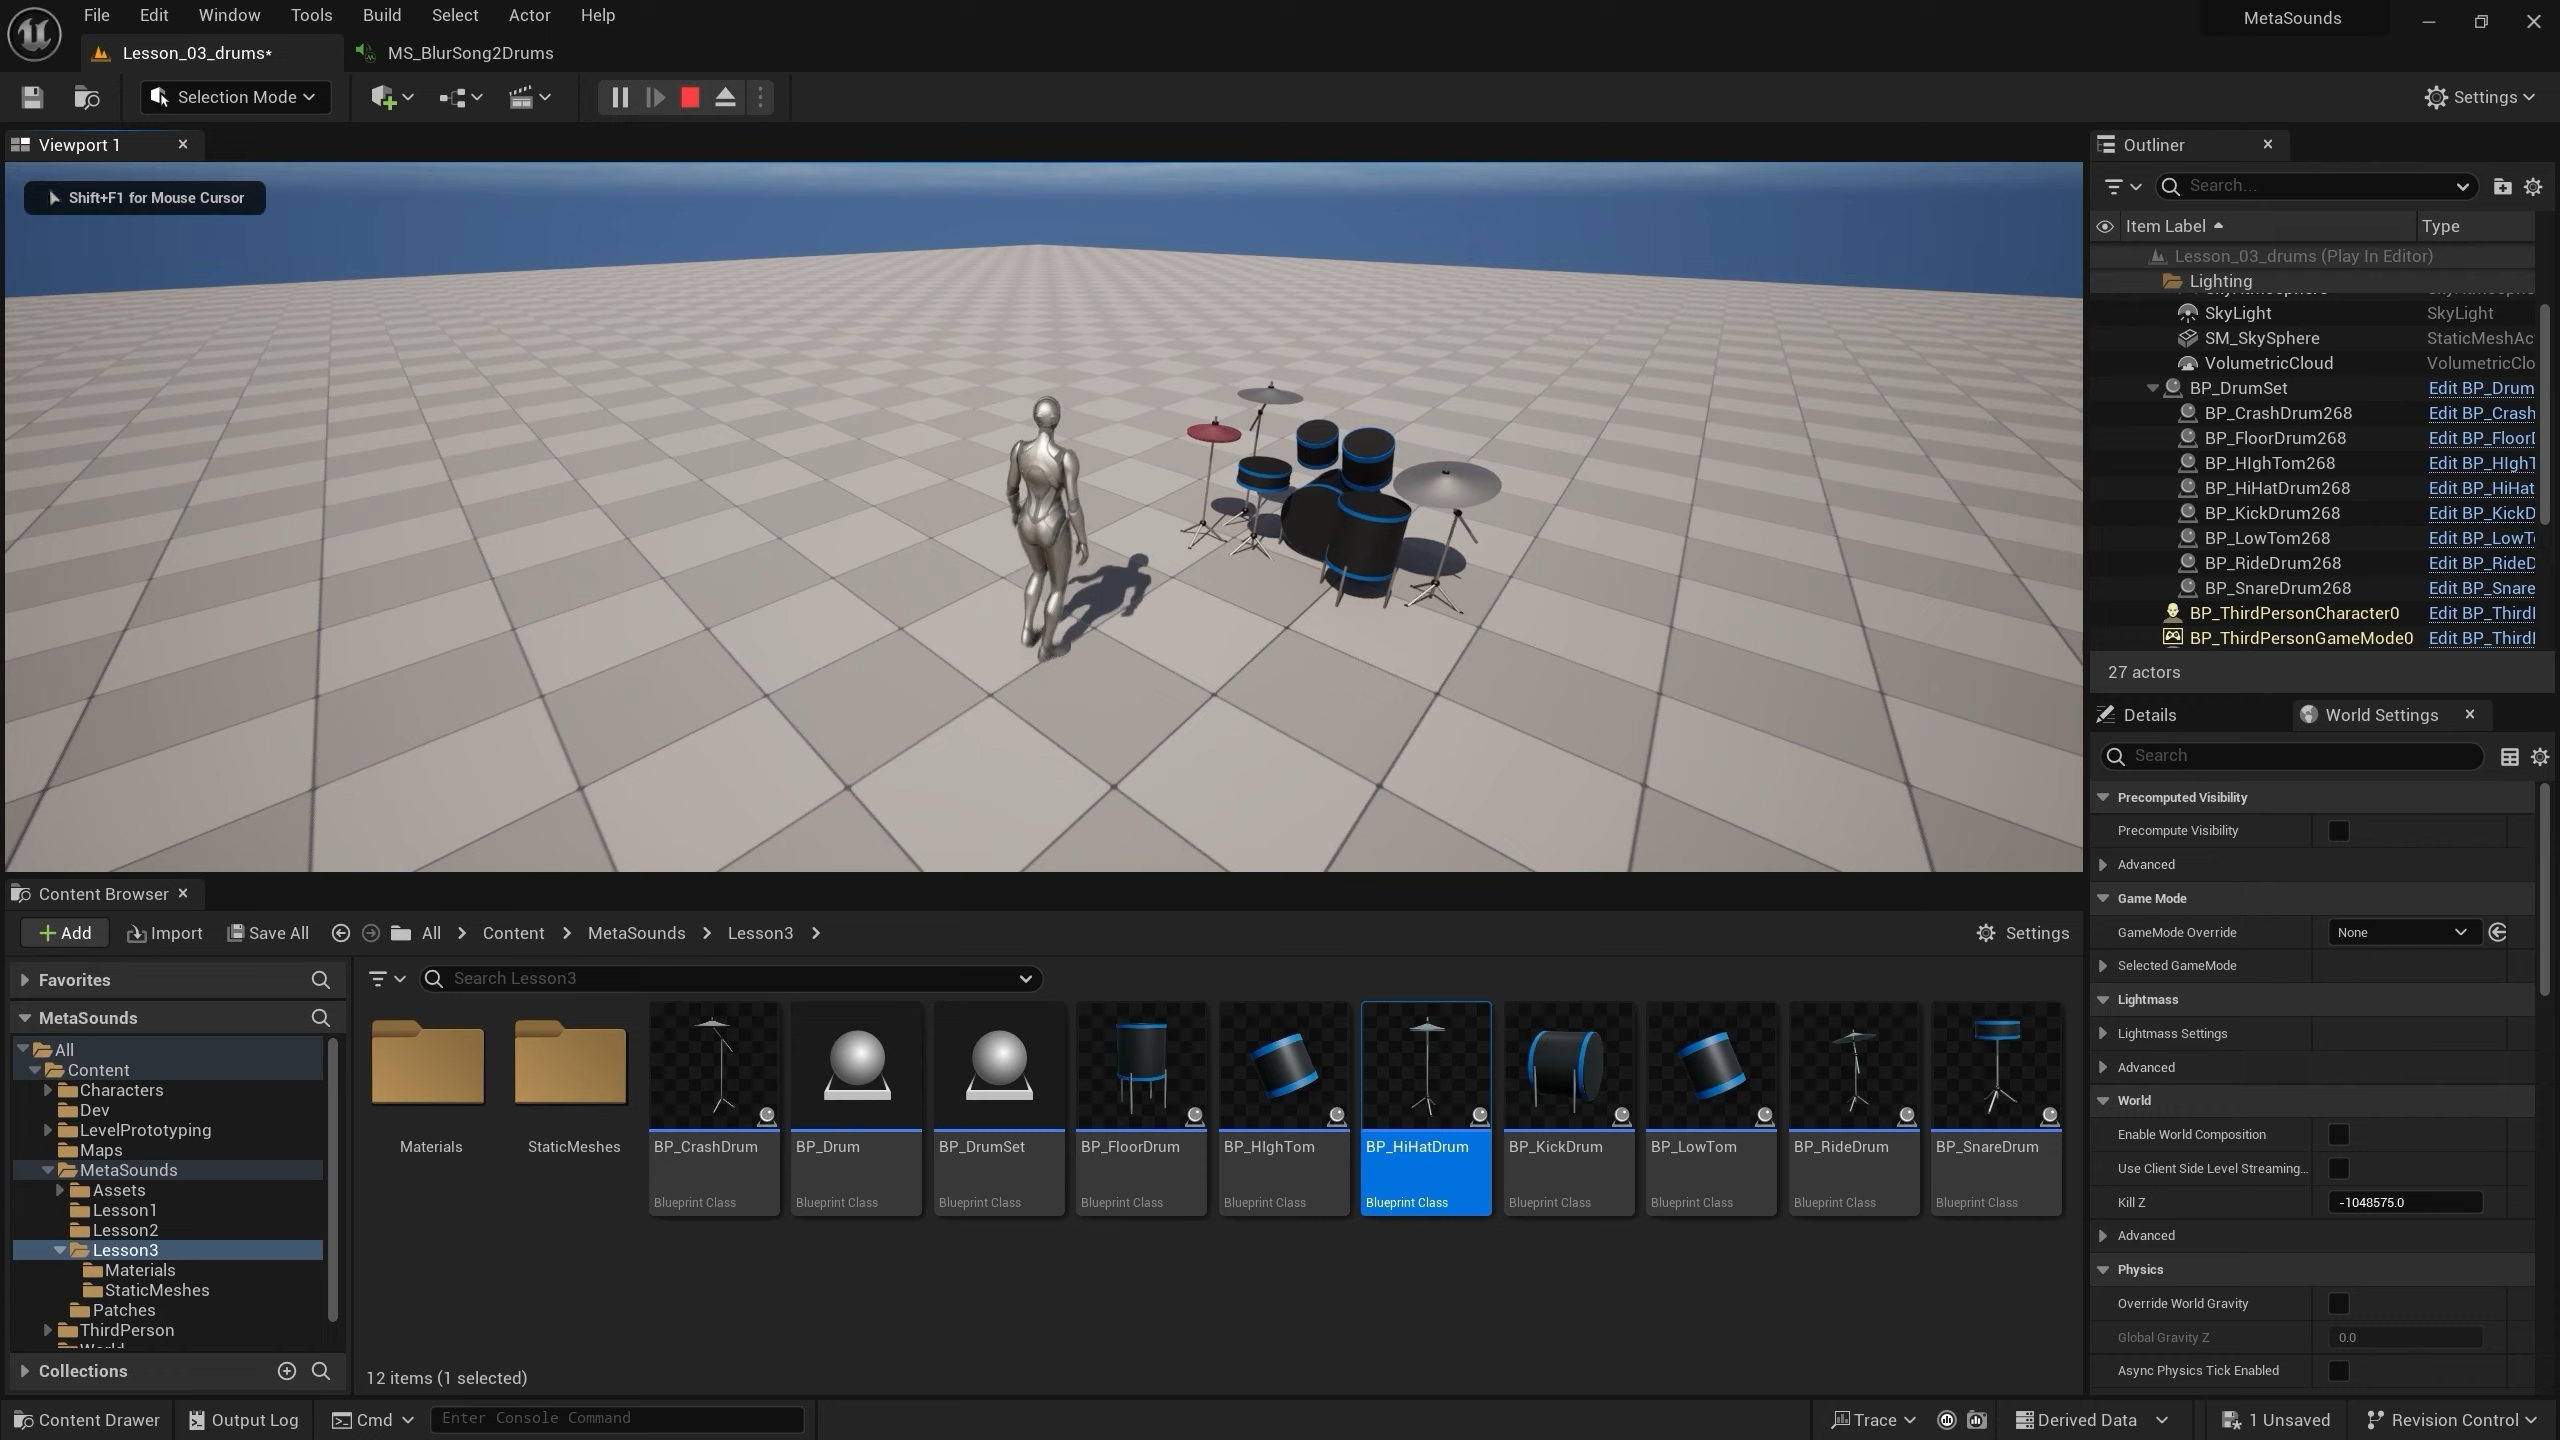 File Edit Window Tools Build Select Actor Help
MetaSounds
Lesson_03_drums*
MS_BlurSong2Drums
Selection Mode
Settings
Viewport 1
Shift+F1 for Mouse Cursor
Outliner
Search...
Item Label Type
Lesson_03_drums (Play In Editor)
Lighting
SkyLight SkyLight
SM_SkySphere StaticMeshAc
VolumetricCloud VolumetricClo
BP_DrumSet Edit BP_Drum
BP_CrashDrum268 Edit BP_Crash
BP_FloorDrum268 Edit BP_Floor
BP_HIghTom268 Edit BP_HIgh
BP_HiHatDrum268 Edit BP_HiHat
BP_KickDrum268 Edit BP_KickD
BP_LowTom268 Edit BP_LowT
BP_RideDrum268 Edit BP_RideD
BP_SnareDrum268 Edit BP_Snare
BP_ThirdPersonCharacter0 Edit BP_Third
BP_ThirdPersonGameMode0 Edit BP_Third
27 actors
Details
World Settings
Search
Precomputed Visibility
Precompute Visibility
Advanced
Game Mode
GameMode Override None
Selected GameMode
Lightmass
Lightmass Settings
Advanced
World
Enable World Composition
Use Client Side Level Streaming...
Kill Z -1048575.0
Advanced
Physics
Override World Gravity
Global Gravity Z 0.0
Async Physics Tick Enabled
Content Browser
Add Import Save All All Content MetaSounds Lesson3
Settings
Favorites
MetaSounds
All
Content
Characters
Dev
LevelPrototyping
Maps
MetaSounds
Assets
Lesson1
Lesson2
Lesson3
Materials
StaticMeshes
Patches
ThirdPerson
Collections
Search Lesson3
Materials
StaticMeshes
BP_CrashDrum
Blueprint Class
BP_Drum
Blueprint Class
BP_DrumSet
Blueprint Class
BP_FloorDrum
Blueprint Class
BP_HIghTom
Blueprint Class
BP_HiHatDrum
Blueprint Class
BP_KickDrum
Blueprint Class
BP_LowTom
Blueprint Class
BP_RideDrum
Blueprint Class
BP_SnareDrum
Blueprint Class
12 items (1 selected)
Content Drawer Output Log Cmd Enter Console Command
Trace Derived Data 1 Unsaved Revision Control